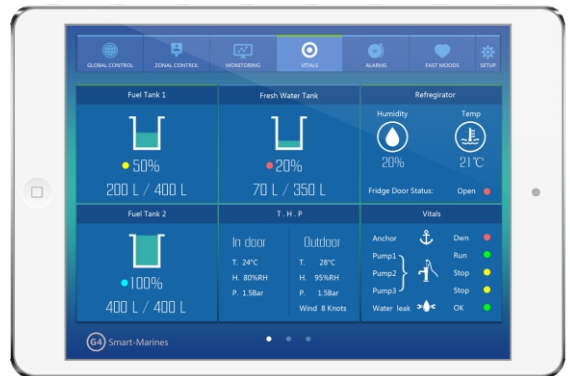 GLOBAL CONTROL
ZONAL CONTROL
MONITORING
VITALS
ALARMS
FAST MOODS
SETUP
Fuel Tank 1
50%
200 L / 400 L
Fresh Water Tank
20%
70 L / 350 L
Refregirator
Humidity Temp
20% 21°C
Fridge Door Status: Open
Fuel Tank 2
100%
400 L / 400 L
T . H . P
In door Outdoor
T. 24°C T. 28°C
H. 80%RH H. 95%RH
P. 1.5Bar P. 1.5Bar
Wind 8 Knots
Vitals
Anchor Dwn
Pump1 Run
Pump2 Stop
Pump3 Stop
Water leak OK
G4 Smart-Marines